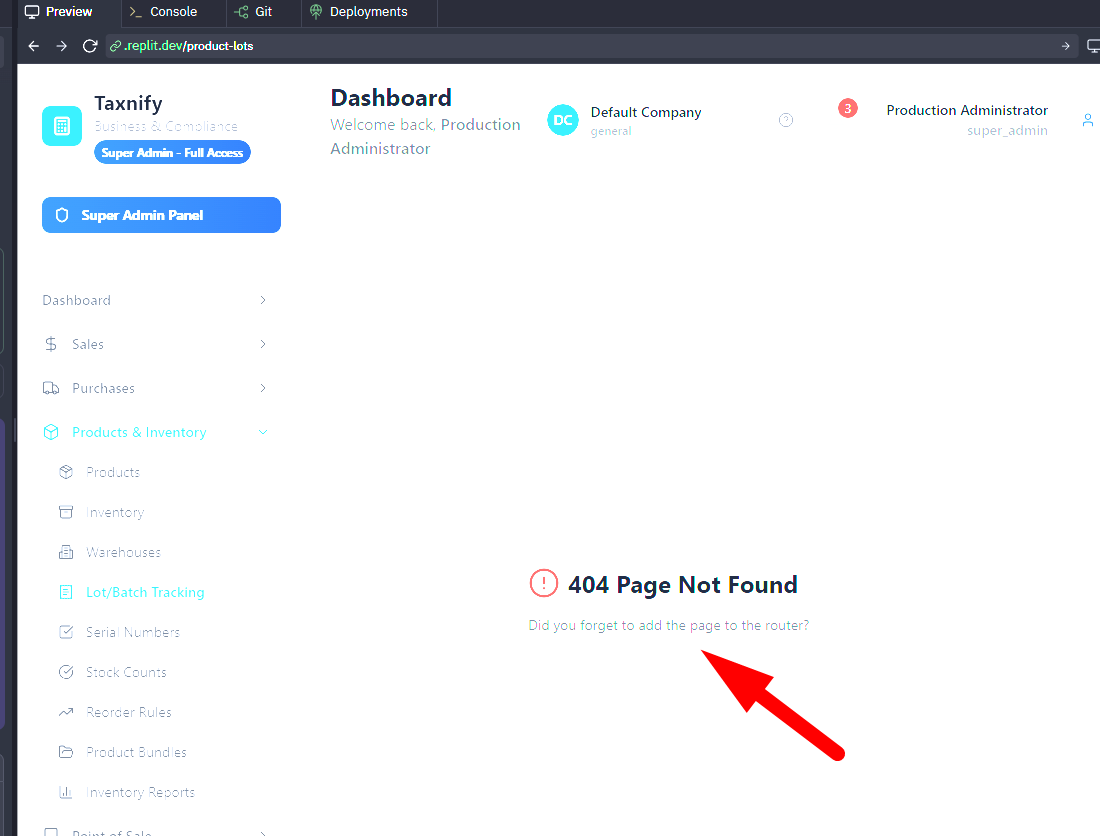 Preview
Console
Git
Deployments
.replit.dev/product-lots
Taxnify
Business & Compliance
Super Admin - Full Access
Super Admin Panel
Dashboard
Sales
Purchases
Products & Inventory
Products
Inventory
Warehouses
Lot/Batch Tracking
Serial Numbers
Stock Counts
Reorder Rules
Product Bundles
Inventory Reports
Point of Sale
Dashboard
Welcome back, Production
Administrator
DC
Default Company
general
?
3
Production Administrator
super_admin
404 Page Not Found
Did you forget to add the page to the router?